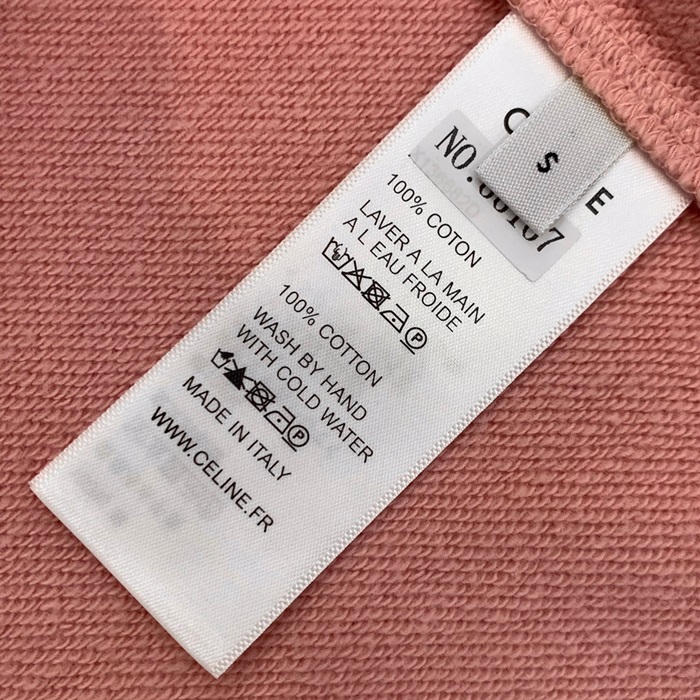 S
E
100% COTON
LAVER A LA MAIN
A L EAU FROIDE
P
100% COTTON
WASH BY HAND
WITH COLD WATER
P
MADE IN ITALY
WWW.CELINE.FR